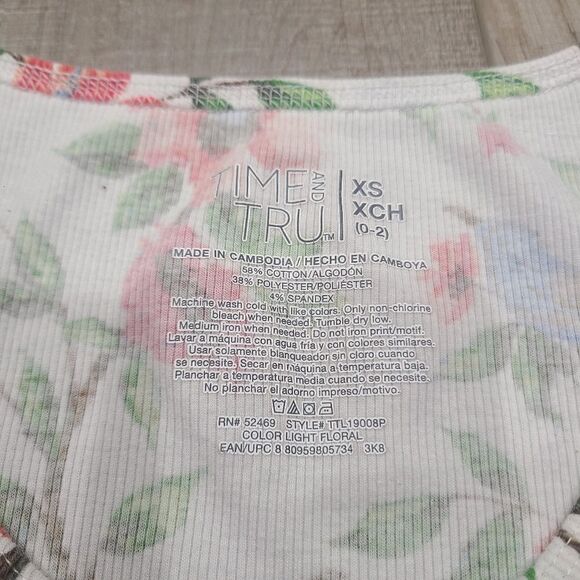 TIME AND TRU™
XS
XCH
(0-2)
MADE IN CAMBODIA / HECHO EN CAMBOYA
58% COTTON/ALGODÓN
38% POLYESTER/POLIÉSTER
4% SPANDEX
Machine wash cold with like colors. Only non-chlorine
bleach when needed. Tumble dry low.
Medium iron when needed. Do not iron print/motif.
Lavar a máquina con agua fría y con colores similares.
Usar solamente blanqueador sin cloro cuando
se necesite. Secar en máquina a temperatura baja.
Planchar a temperatura media cuando se necesite.
No planchar el adorno impreso/motivo.
RN# 52469 STYLE# TTL19008P
COLOR LIGHT FLORAL
EAN/UPC 8 80959805734 3K8